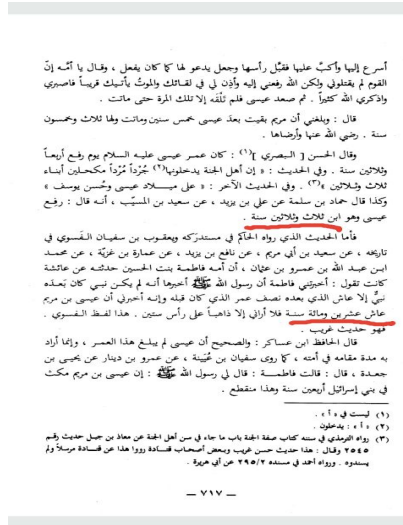 أسرع إليها وأكبّ عليها فقبّل رأسها وجعل يدعو لها كما كان يفعل ، وقال يا أمّه إنّ
القوم لم يقتلوني ولكن الله رفعني إليه وأذن لي في لقائك والموتُ يأتيك قريباً فاصبري
واذكري الله كثيراً . ثم صعد عيسى فلم تَلْقَه إلا تلك المرة حتى ماتت .
قال : وبلغني أن مريم بقيت بعد عيسى خمس سنين وماتت ولها ثلاث وخمسون
سنة . رضي الله عنها وأرضاها .
وقال الحسن [ البصري ](١) : كان عمر عيسى عليه السلام يوم رفع أربعاً
وثلاثين سنة . وفي الحديث : « إن أهل الجنة يدخلونها(٢) جُرْداً مُرْداً مكحلين أبناء
ثلاث وثلاثين »(٣) . وفي الحديث الآخر : « على ميلاد عيسى وحُسن يوسف »
وكذا قال حماد بن سلمة عن علي بن يزيد ، عن سعيد بن المسيّب ، أنه قال : رفع
عيسى وهو ابن ثلاث وثلاثين سنة .
فأما الحديث الذي رواه الحاكم في مستدركه ويعقوب بن سفيان الفَسوي في
تاريخه ، عن سعيد بن أبي مريم ، عن نافع بن يزيد ، عن عمارة بن غزيّة ، عن محمد
ابن عبد الله بن عمرو بن عثمان ، أن أمه فاطمة بنت الحسين حدثته عن عائشة
كانت تقول : أخبرتني فاطمة أن رسول الله ﷺ أخبرها أنه لم يكن نبي كان بَعده
نبيٌّ إلا عاش الذي بعده نصف عمر الذي كان قبله وإنه أخبرني أن عيسى بن مريم
عاش عشرين ومائة سنة فلا أراني إلا ذاهباً على رأس ستين . هذا لفظ الفسوي .
فهو حديث غريب .
قال الحافظ ابن عساكر : والصحيح أن عيسى لم يبلغ هذا العمر ، وإنما أراد
به مدة مقامه في أمته ، كما روى سفيان بن عُيَينة ، عن عمرو بن دينار عن يحيى بن
جعدة ، قال : قالت فاطمة : قال لي رسول الله ﷺ : إن عيسى بن مريم مكث
في بني إسرائيل أربعين سنة وهذا منقطع .
(١) ليست في « أ » .
(٢) « أ » : يدخلون .
(٣) رواه الترمذي في سننه كتاب صفة الجنة باب ما جاء في سن أهل الجنة عن معاذ بن جبل حديث رقم
٢٥٤٥ وقال : هذا حديث حسن غريب وبعض أصحاب قتادة رووا هذا عن قتادة مرسلاً ولم
يسندوه . ورواه أحمد في مسنده ٢٩٥/٢ عن أبي هريرة .
— ٧١٧ —